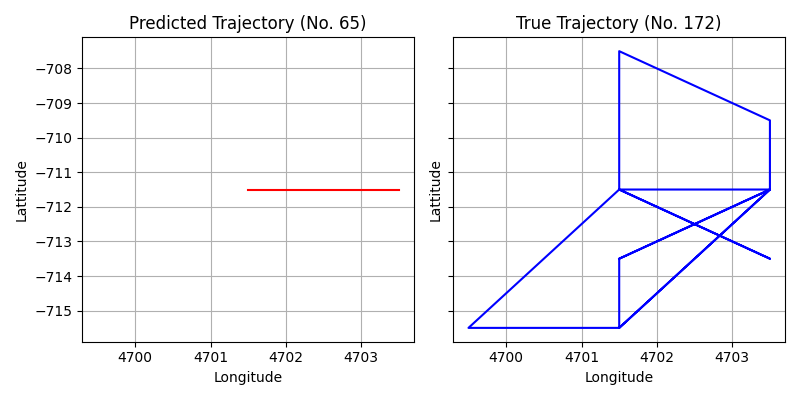 Predicted Trajectory (No. 65)
−708
−709
−710
−711
−712
−713
−714
−715
Lattitude
4700 4701 4702 4703
Longitude
True Trajectory (No. 172)
Lattitude
4700 4701 4702 4703
Longitude